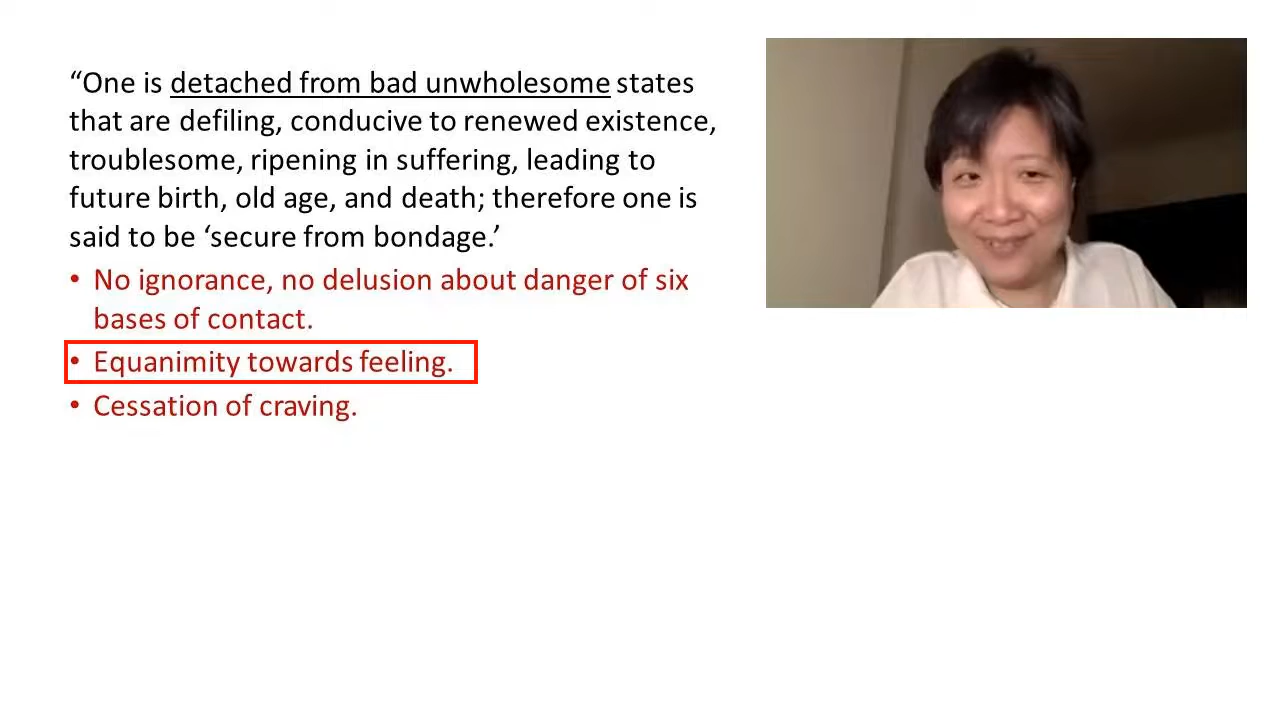 “One is detached from bad unwholesome states
that are defiling, conducive to renewed existence,
troublesome, ripening in suffering, leading to
future birth, old age, and death; therefore one is
said to be ‘secure from bondage.’
• No ignorance, no delusion about danger of six
bases of contact.
• Equanimity towards feeling.
• Cessation of craving.